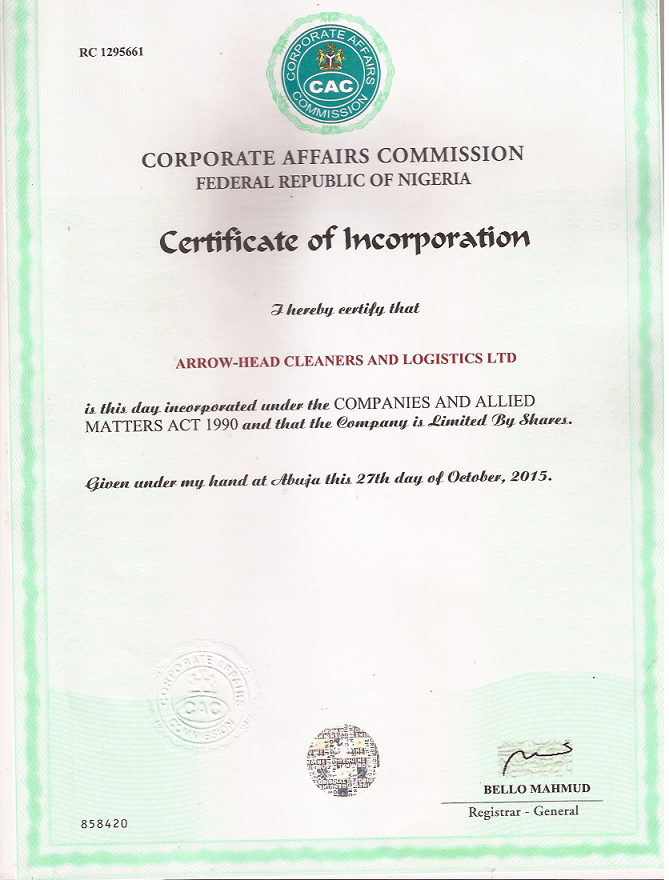 RC 1295661
CORPORATE AFFAIRS
CAC
COMMISSION
CORPORATE AFFAIRS COMMISSION
FEDERAL REPUBLIC OF NIGERIA
Certificate of Incorporation
I hereby certify that
ARROW-HEAD CLEANERS AND LOGISTICS LTD
is this day incorporated under the COMPANIES AND ALLIED
MATTERS ACT 1990 and that the Company is Limited By Shares.
Given under my hand at Abuja this 27th day of October, 2015.
CORPORATE AFFAIRS
CAC
COMMISSION
BELLO MAHMUD
Registrar - General
858420